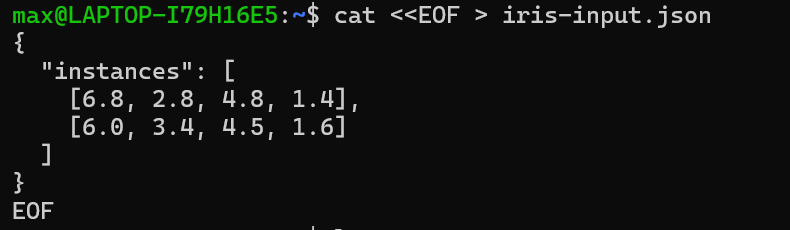 max@LAPTOP-I79H16E5:~$ cat <<EOF > iris-input.json
{
  "instances": [
    [6.8, 2.8, 4.8, 1.4],
    [6.0, 3.4, 4.5, 1.6]
  ]
}
EOF